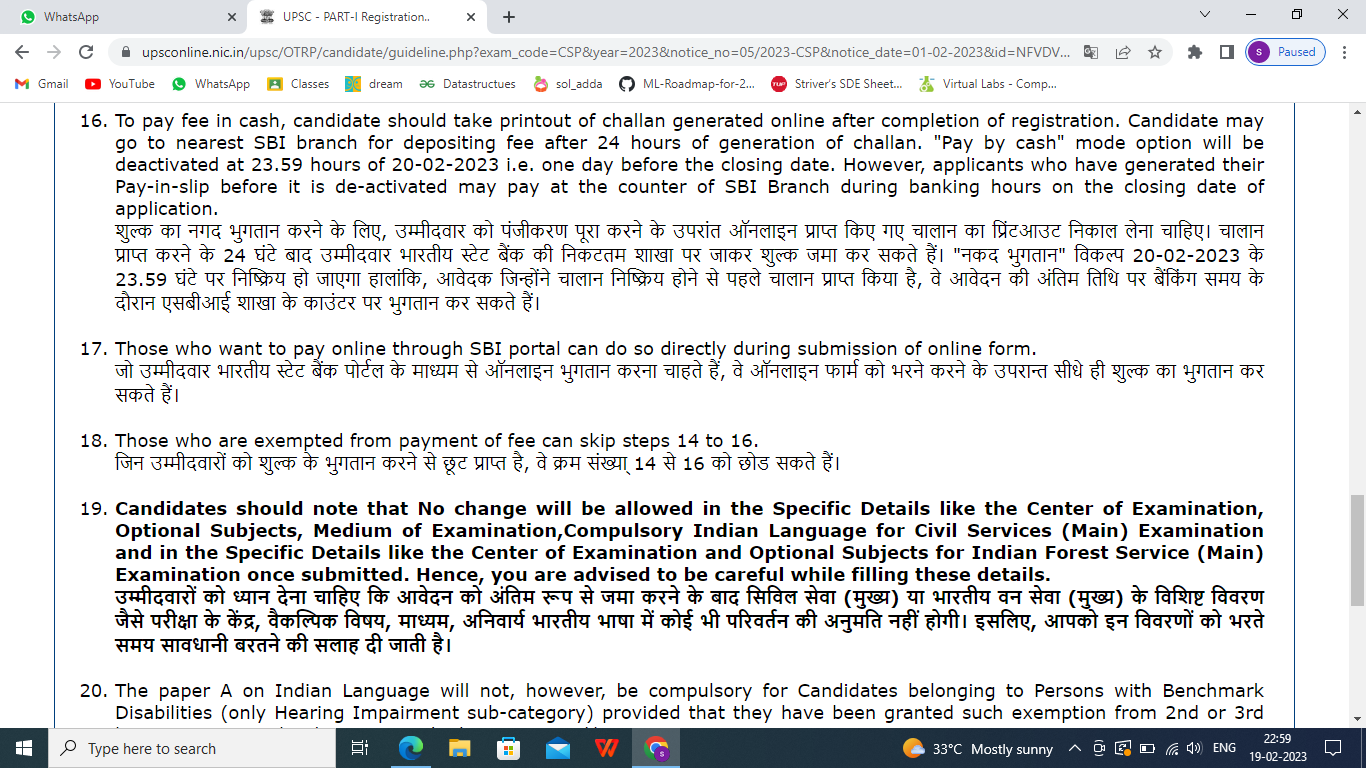 WhatsApp
UPSC - PART-I Registration..
upsconline.nic.in/upsc/OTRP/candidate/guideline.php?exam_code=CSP&year=2023&notice_no=05/2023-CSP&notice_date=01-02-2023&id=NFVDV...
S Paused
Gmail YouTube WhatsApp Classes dream Datastructues sol_adda ML-Roadmap-for-2... Striver's SDE Sheet... Virtual Labs - Comp...
16. To pay fee in cash, candidate should take printout of challan generated online after completion of registration. Candidate may
go to nearest SBI branch for depositing fee after 24 hours of generation of challan. "Pay by cash" mode option will be
deactivated at 23.59 hours of 20-02-2023 i.e. one day before the closing date. However, applicants who have generated their
Pay-in-slip before it is de-activated may pay at the counter of SBI Branch during banking hours on the closing date of
application.
शुल्क का नगद भुगतान करने के लिए, उम्मीदवार को पंजीकरण पूरा करने के उपरांत ऑनलाइन प्राप्त किए गए चालान का प्रिंटआउट निकाल लेना चाहिए। चालान
प्राप्त करने के 24 घंटे बाद उम्मीदवार भारतीय स्टेट बैंक की निकटतम शाखा पर जाकर शुल्क जमा कर सकते हैं। "नकद भुगतान" विकल्प 20-02-2023 के
23.59 घंटे पर निष्क्रिय हो जाएगा हालांकि, आवेदक जिन्होंने चालान निष्क्रिय होने से पहले चालान प्राप्त किया है, वे आवेदन की अंतिम तिथि पर बैंकिंग समय के
दौरान एसबीआई शाखा के काउंटर पर भुगतान कर सकते हैं।
17. Those who want to pay online through SBI portal can do so directly during submission of online form.
जो उम्मीदवार भारतीय स्टेट बैंक पोर्टल के माध्यम से ऑनलाइन भुगतान करना चाहते हैं, वे ऑनलाइन फार्म को भरने करने के उपरान्त सीधे ही शुल्क का भुगतान कर
सकते हैं।
18. Those who are exempted from payment of fee can skip steps 14 to 16.
जिन उम्मीदवारों को शुल्क के भुगतान करने से छूट प्राप्त है, वे क्रम संख्या् 14 से 16 को छोड सकते हैं।
19. Candidates should note that No change will be allowed in the Specific Details like the Center of Examination,
Optional Subjects, Medium of Examination,Compulsory Indian Language for Civil Services (Main) Examination
and in the Specific Details like the Center of Examination and Optional Subjects for Indian Forest Service (Main)
Examination once submitted. Hence, you are advised to be careful while filling these details.
उम्मीदवारों को ध्यान देना चाहिए कि आवेदन को अंतिम रूप से जमा करने के बाद सिविल सेवा (मुख्य) या भारतीय वन सेवा (मुख्य) के विशिष्ट विवरण
जैसे परीक्षा के केंद्र, वैकल्पिक विषय, माध्यम, अनिवार्य भारतीय भाषा में कोई भी परिवर्तन की अनुमति नहीं होगी। इसलिए, आपको इन विवरणों को भरते
समय सावधानी बरतने की सलाह दी जाती है।
20. The paper A on Indian Language will not, however, be compulsory for Candidates belonging to Persons with Benchmark
Disabilities (only Hearing Impairment sub-category) provided that they have been granted such exemption from 2nd or 3rd
Type here to search
33°C Mostly sunny
ENG
22:59
19-02-2023